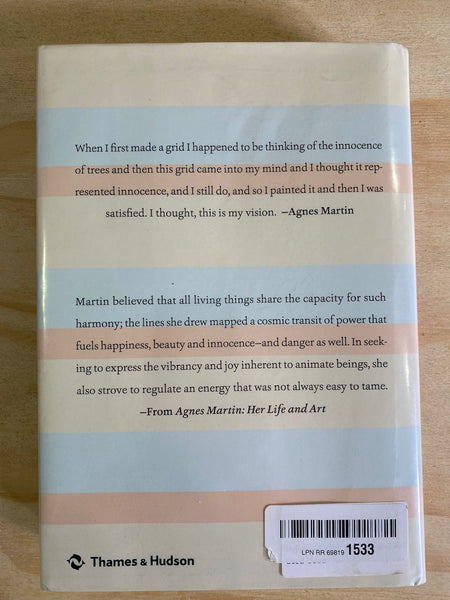 When I first made a grid I happened to be thinking of the innocence
of trees and then this grid came into my mind and I thought it rep-
resented innocence, and I still do, and so I painted it and then I was
satisfied. I thought, this is my vision. —Agnes Martin
Martin believed that all living things share the capacity for such
harmony; the lines she drew mapped a cosmic transit of power that
fuels happiness, beauty and innocence—and danger as well. In seek-
ing to express the vibrancy and joy inherent to animate beings, she
also strove to regulate an energy that was not always easy to tame.
—From Agnes Martin: Her Life and Art
LPN RR 69819 1533
Thames & Hudson